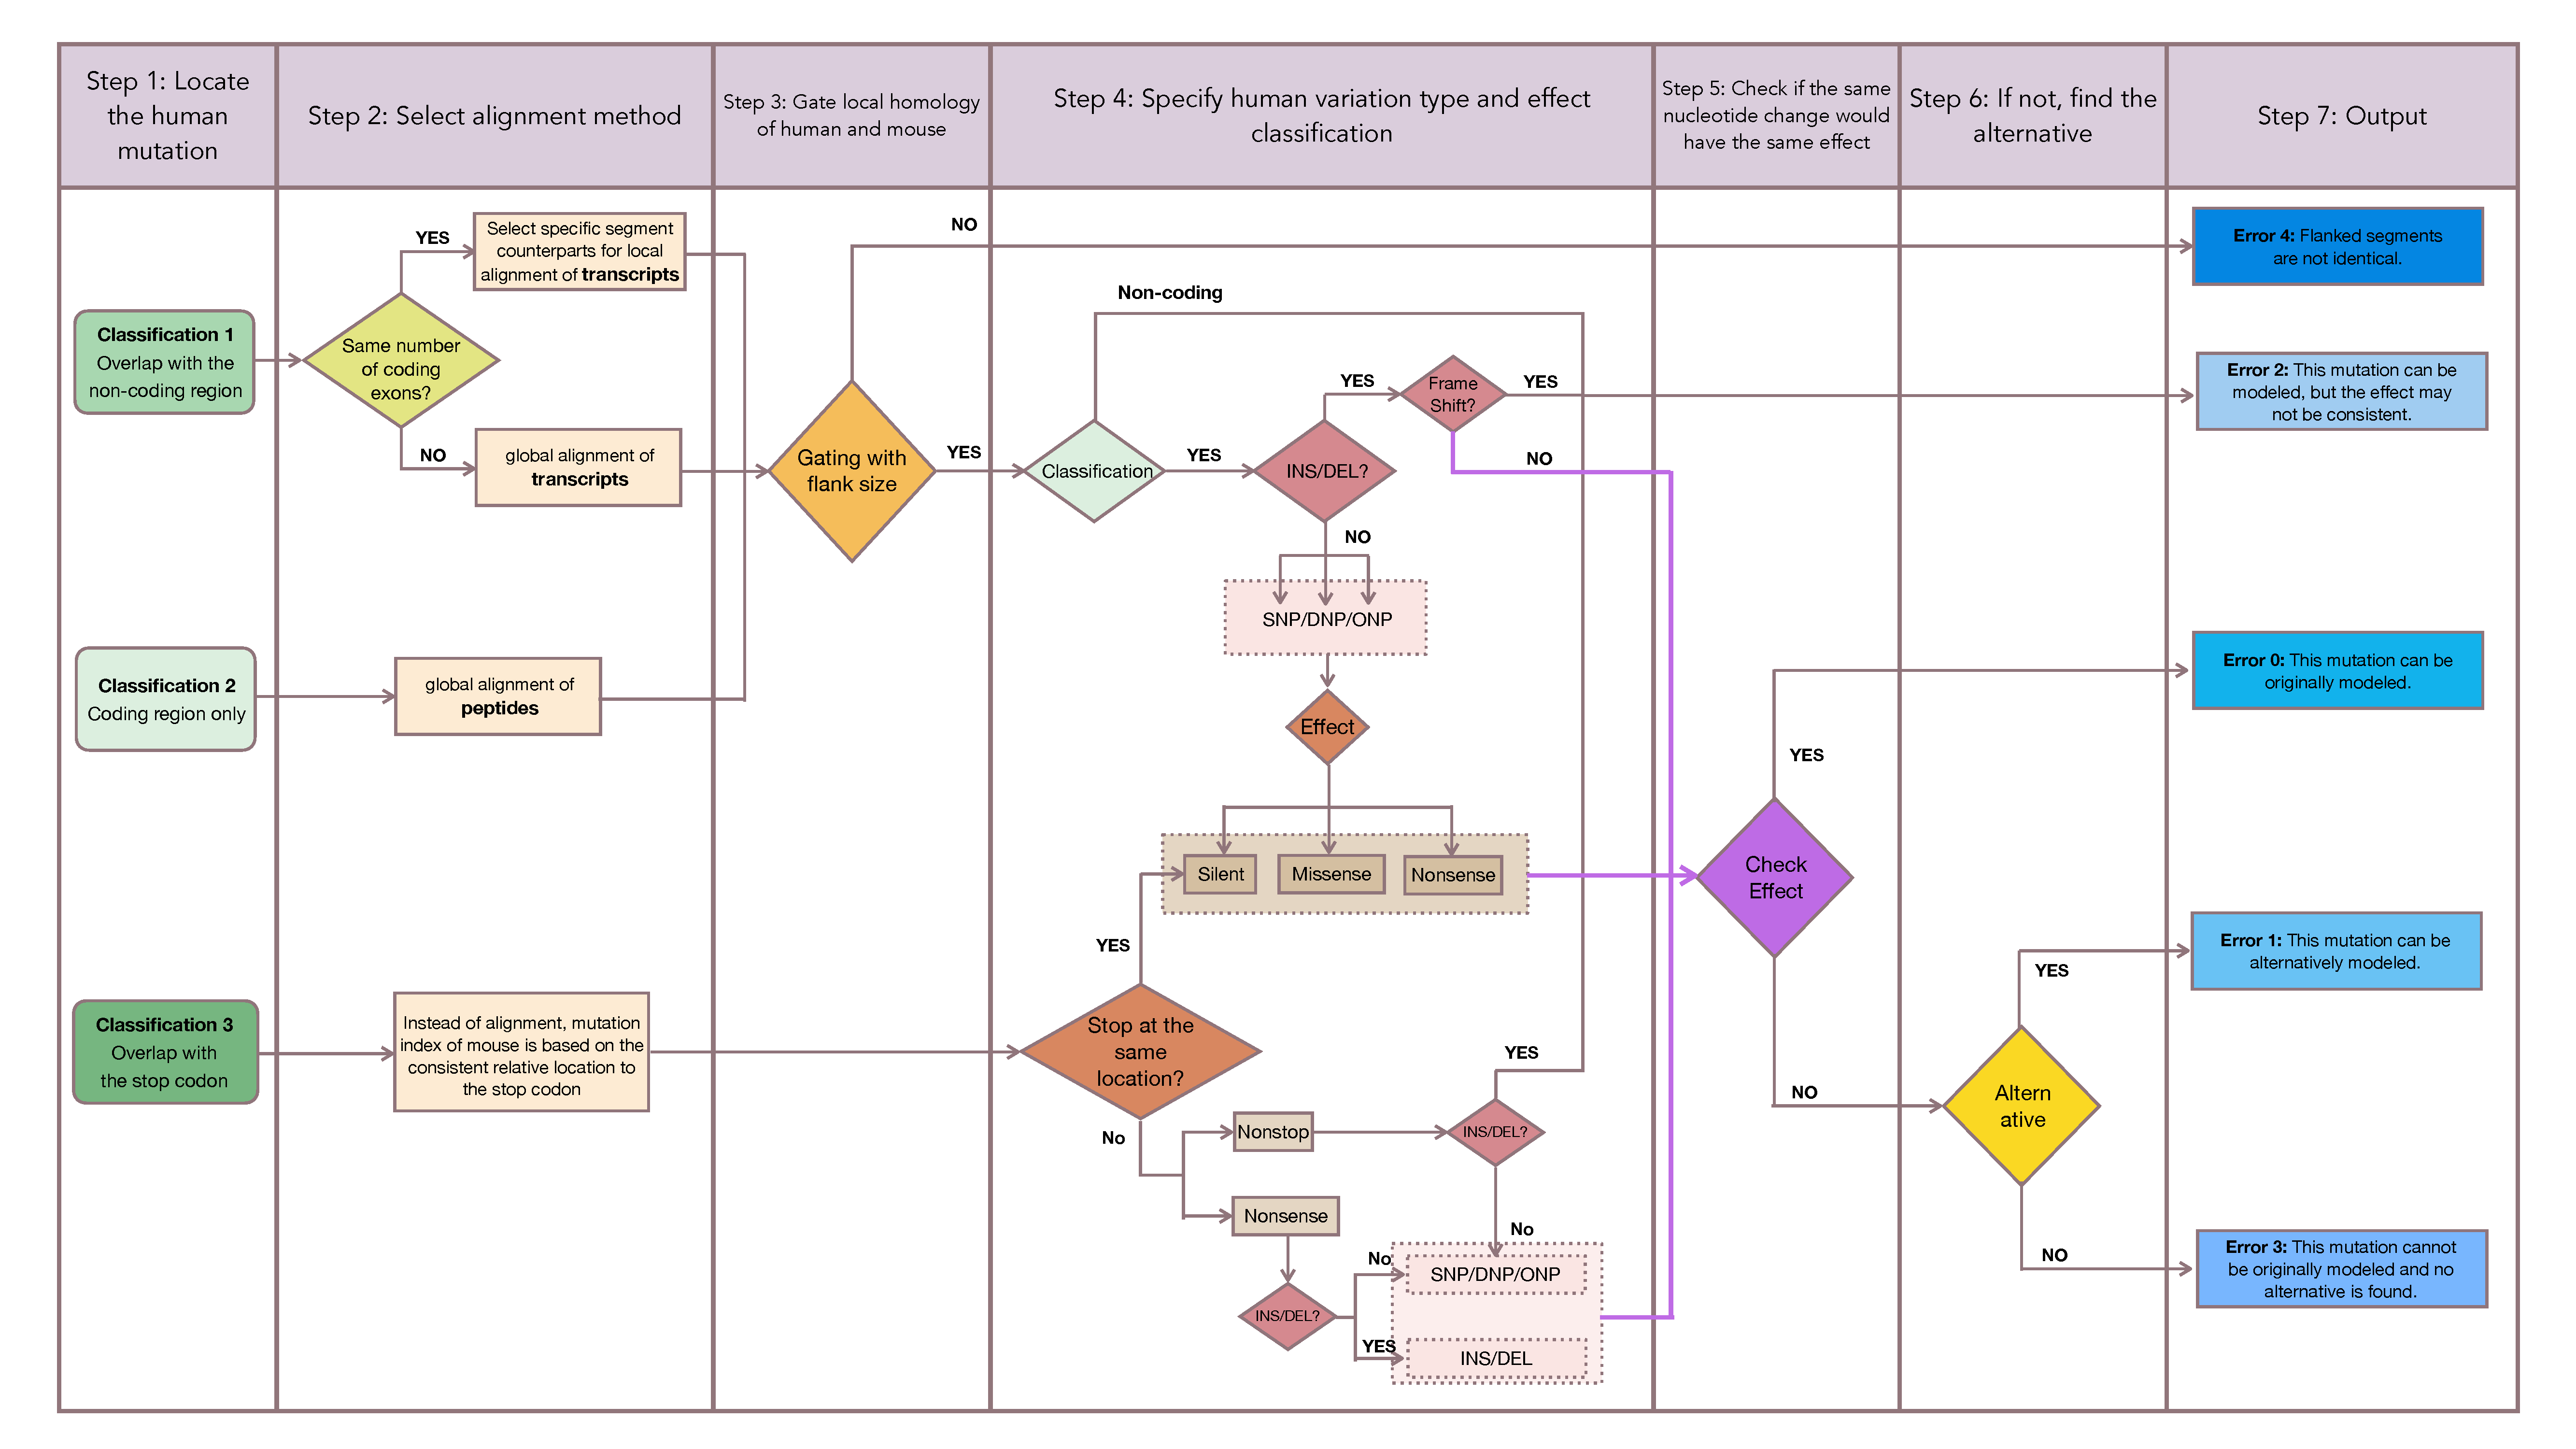 Step 1: Locate
the human
mutation
Step 2: Select alignment method
Step 3: Gate local homology
of human and mouse
Step 4: Specify human variation type and effect
classification
Step 5: Check if the same
nucleotide change would
have the same effect
Step 6: If not, find the
alternative
Step 7: Output
Classification 1
Overlap with the
non-coding region
Same number
of coding
exons?
YES
Select specific segment
counterparts for local
alignment of transcripts
NO
global alignment of
transcripts
Classification 2
Coding region only
global alignment of
peptides
Classification 3
Overlap with
the stop codon
Instead of alignment, mutation
index of mouse is based on the
consistent relative location to
the stop codon
Gating with
flank size
NO
YES
Non-coding
Classification
YES
INS/DEL?
YES
Frame
Shift?
YES
NO
NO
SNP/DNP/ONP
Effect
Silent
Missense
Nonsense
YES
Stop at the
same
location?
No
Nonstop
INS/DEL?
YES
No
Nonsense
INS/DEL?
No
SNP/DNP/ONP
YES
INS/DEL
Check
Effect
YES
NO
Altern
ative
YES
NO
Error 4: Flanked segments
are not identical.
Error 2: This mutation can be
modeled, but the effect may
not be consistent.
Error 0: This mutation can be
originally modeled.
Error 1: This mutation can be
alternatively modeled.
Error 3: This mutation cannot
be originally modeled and no
alternative is found.